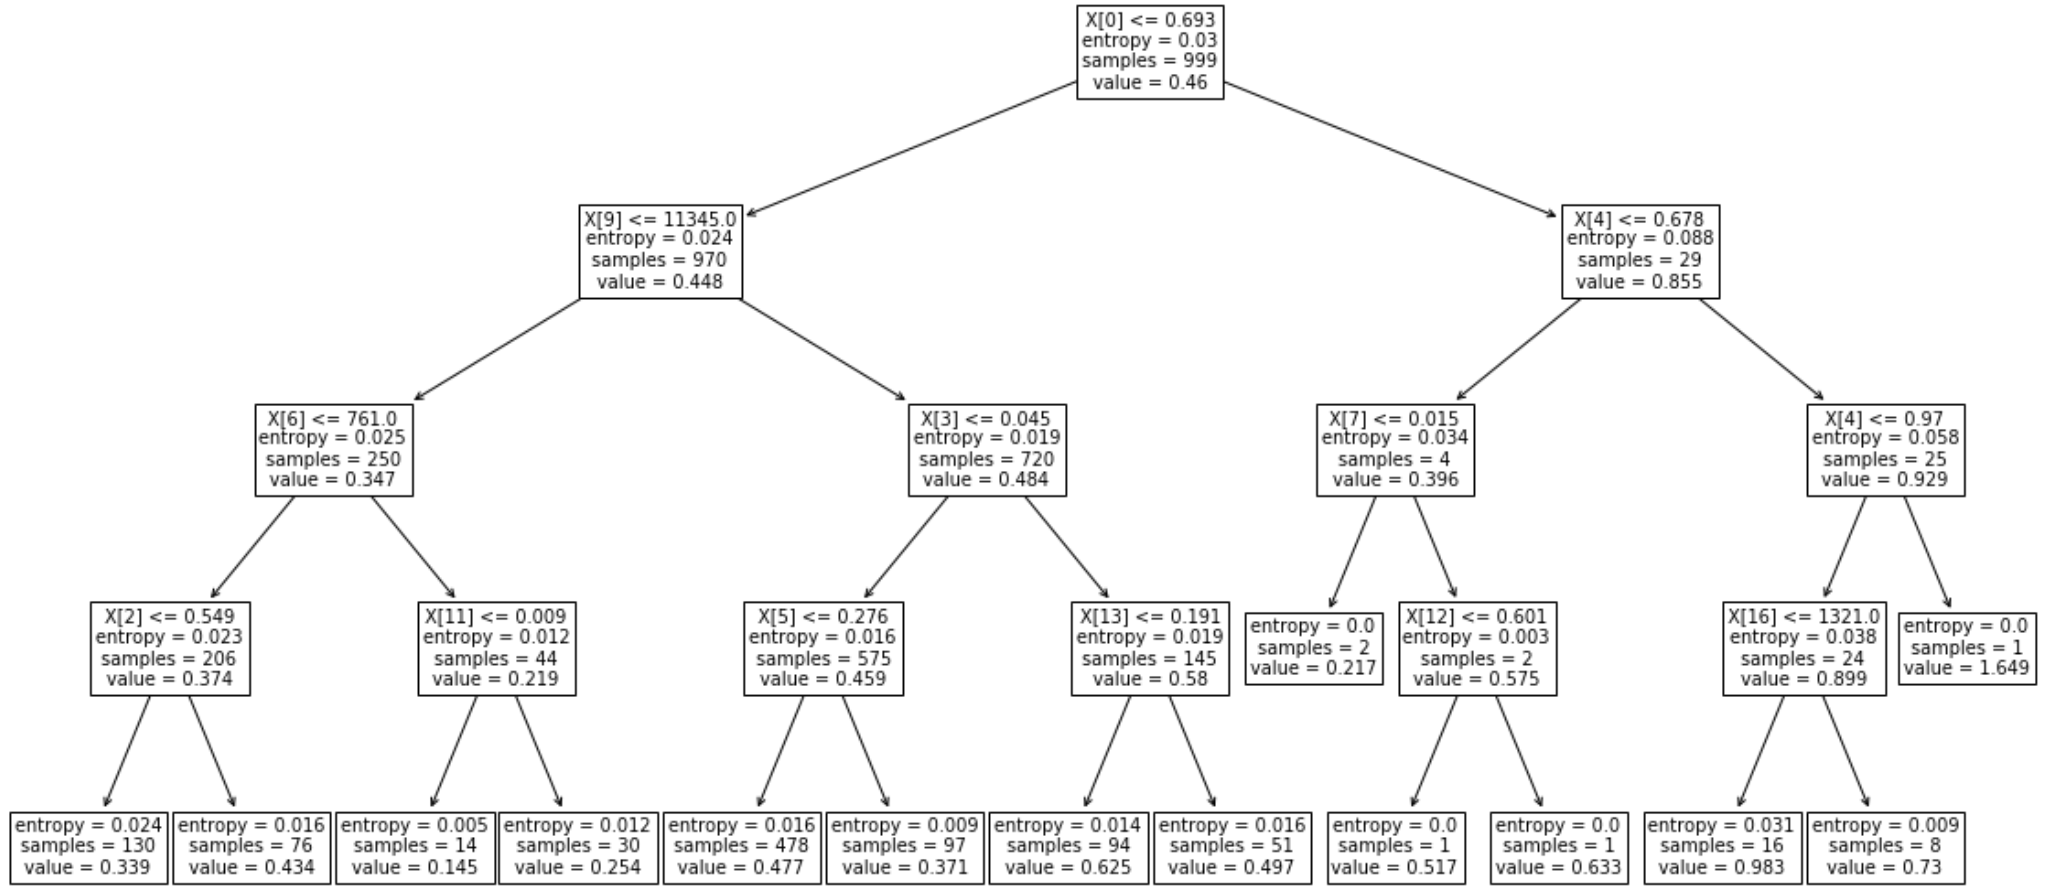 X[0] <= 0.693
entropy = 0.03
samples = 999
value = 0.46
X[9] <= 11345.0
entropy = 0.024
samples = 970
value = 0.448
X[4] <= 0.678
entropy = 0.088
samples = 29
value = 0.855
X[6] <= 761.0
entropy = 0.025
samples = 250
value = 0.347
X[3] <= 0.045
entropy = 0.019
samples = 720
value = 0.484
X[7] <= 0.015
entropy = 0.034
samples = 4
value = 0.396
X[4] <= 0.97
entropy = 0.058
samples = 25
value = 0.929
X[2] <= 0.549
entropy = 0.023
samples = 206
value = 0.374
X[11] <= 0.009
entropy = 0.012
samples = 44
value = 0.219
X[5] <= 0.276
entropy = 0.016
samples = 575
value = 0.459
X[13] <= 0.191
entropy = 0.019
samples = 145
value = 0.58
entropy = 0.0
samples = 2
value = 0.217
X[12] <= 0.601
entropy = 0.003
samples = 2
value = 0.575
X[16] <= 1321.0
entropy = 0.038
samples = 24
value = 0.899
entropy = 0.0
samples = 1
value = 1.649
entropy = 0.024
samples = 130
value = 0.339
entropy = 0.016
samples = 76
value = 0.434
entropy = 0.005
samples = 14
value = 0.145
entropy = 0.012
samples = 30
value = 0.254
entropy = 0.016
samples = 478
value = 0.477
entropy = 0.009
samples = 97
value = 0.371
entropy = 0.014
samples = 94
value = 0.625
entropy = 0.016
samples = 51
value = 0.497
entropy = 0.0
samples = 1
value = 0.517
entropy = 0.0
samples = 1
value = 0.633
entropy = 0.031
samples = 16
value = 0.983
entropy = 0.009
samples = 8
value = 0.73